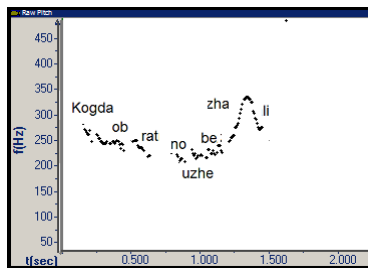 Raw Pitch
f(Hz)
450
400
350
300
250
200
150
100
50
Kogda
ob
rat
no
uzhe
be
zha
li
t(sec)
0.500
1.000
1.500
2.000